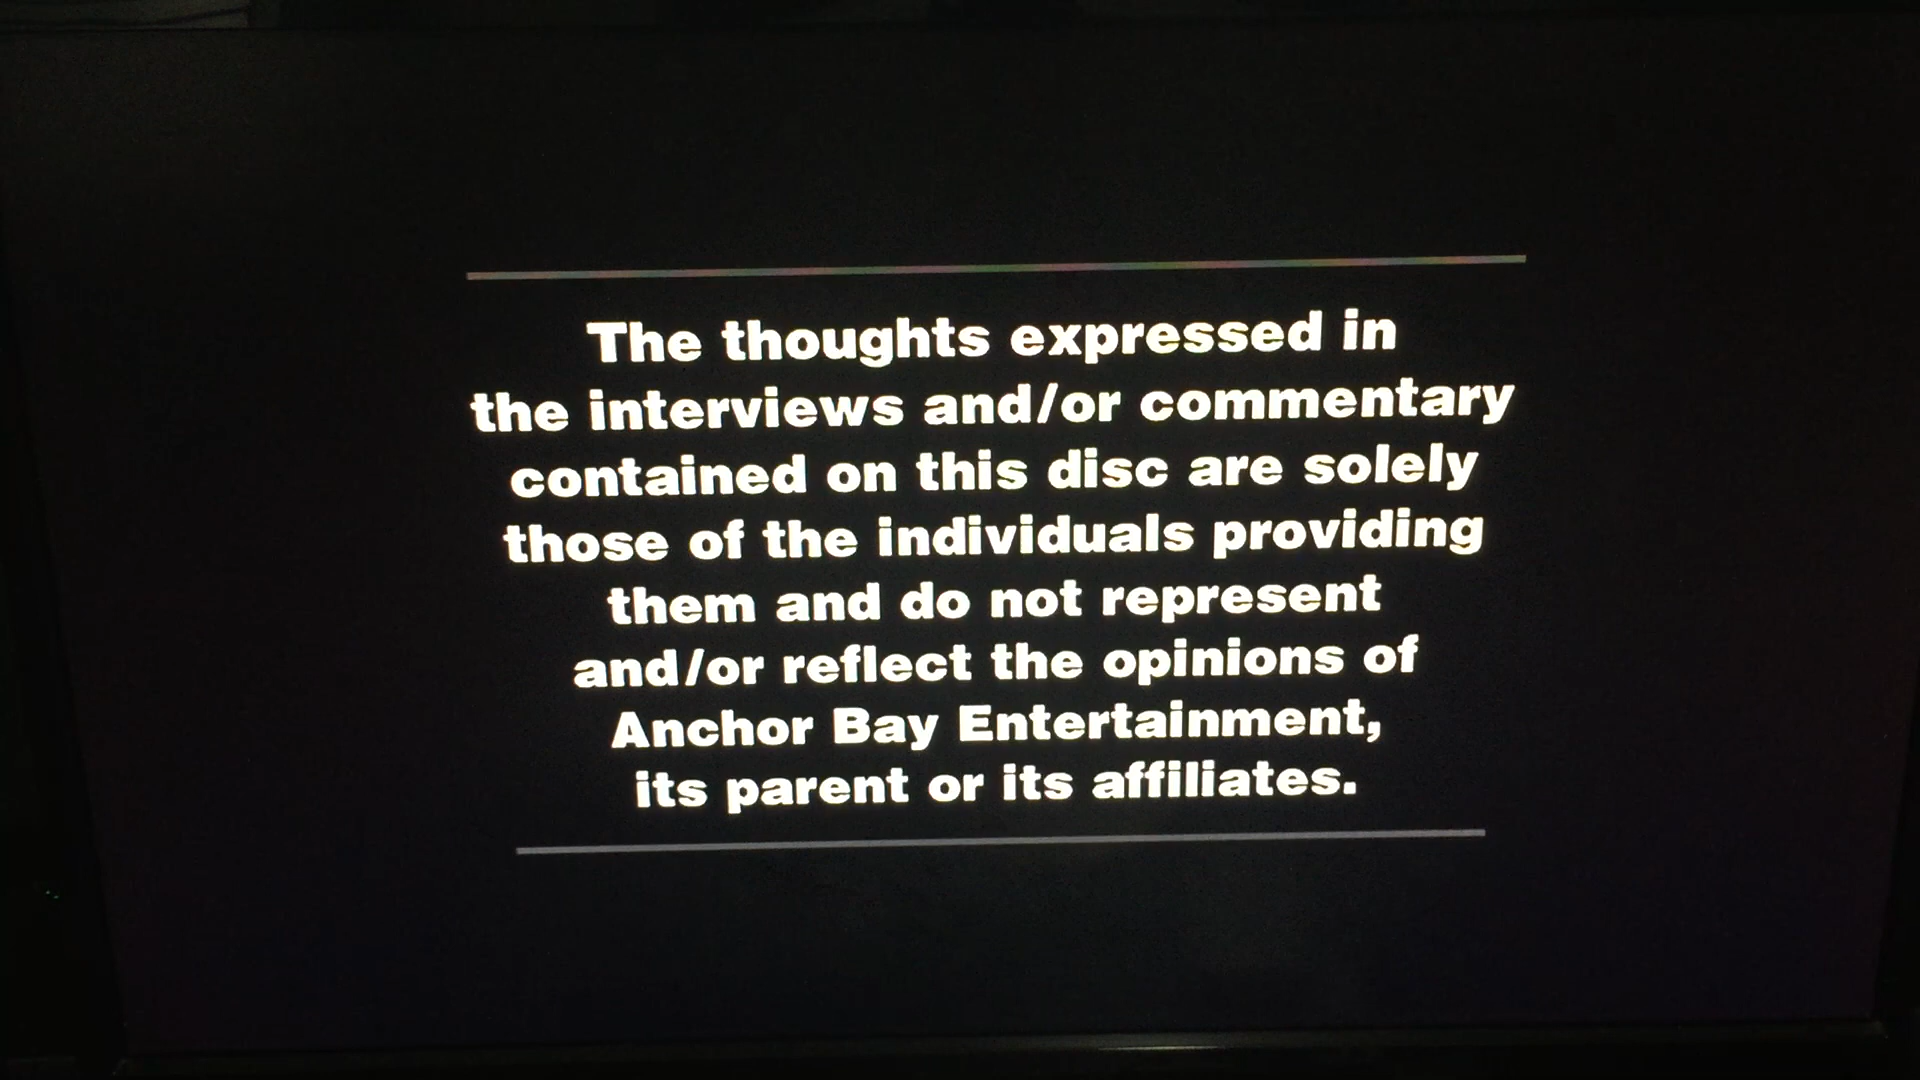 The thoughts expressed in
the interviews and/or commentary
contained on this disc are solely
those of the individuals providing
them and do not represent
and/or reflect the opinions of
Anchor Bay Entertainment,
its parent or its affiliates.